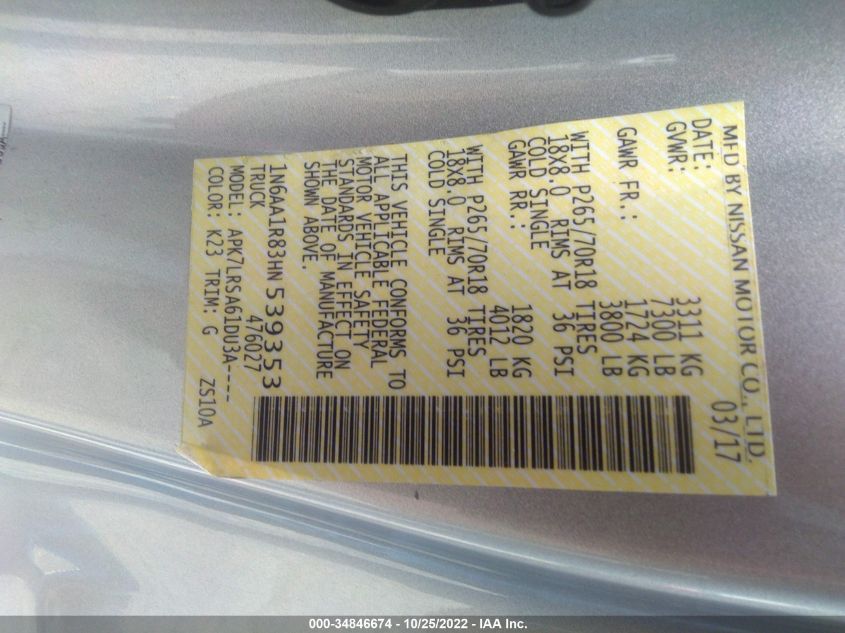 MFD BY NISSAN MOTOR CO., LTD.
DATE: 03/17
GVWR: 3311 KG
7300 LB
GAWR FR.: 1724 KG
3800 LB
WITH P265/70R18 TIRES
18X8.0 RIMS AT 36 PSI
COLD SINGLE
GAWR RR.: 1820 KG
4012 LB
WITH P265/70R18 TIRES
18X8.0 RIMS AT 36 PSI
COLD SINGLE
THIS VEHICLE CONFORMS TO
ALL APPLICABLE FEDERAL
MOTOR VEHICLE SAFETY
STANDARDS IN EFFECT ON
THE DATE OF MANUFACTURE
SHOWN ABOVE.
1N6AA1R83HN539353
TRUCK 476027
MODEL: APK7LRGA61DU3A----
COLOR: K23 TRIM: G ZS10A
000-34846674 - 10/25/2022 - IAA Inc.